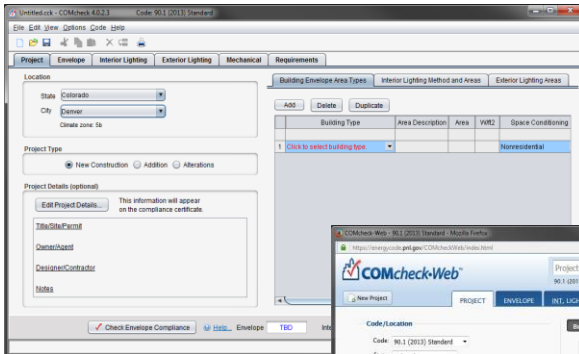 Untitled.cck - COMcheck 4.0.2.3 Code: 90.1 (2013) Standard
File Edit View Options Code Help
Project Envelope Interior Lighting Exterior Lighting Mechanical Requirements
Location
State Colorado
City Denver
Climate zone: 5b
Project Type
New Construction Addition Alterations
Project Details (optional)
Edit Project Details...
This information will appear
on the compliance certificate.
Title/Site/Permit
Owner/Agent
Designer/Contractor
Notes
Building Envelope Area Types Interior Lighting Method and Areas Exterior Lighting Areas
Add Delete Duplicate
Building Type Area Description Area W/ft2 Space Conditioning
1 Click to select building type. Nonresidential
Check Envelope Compliance Help... Envelope TBD
COMcheck-Web - 90.1 (2013) Standard - Mozilla Firefox
https://energycode.pnl.gov/COMcheckWeb/index.html
COMcheck-Web
Project
New Project
PROJECT ENVELOPE INT. LIGH
Code/Location
Code: 90.1 (2013) Standard